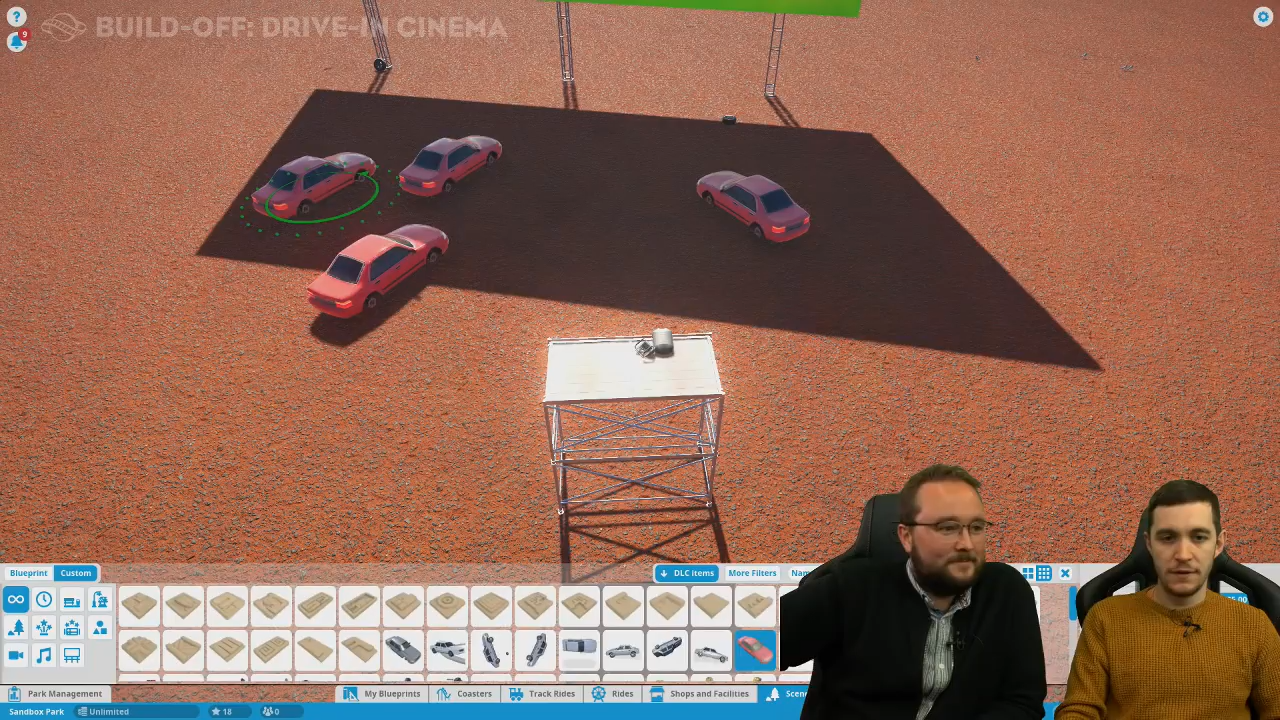 ?
9
BUILD-OFF: DRIVE-IN CINEMA
Blueprint
Custom
DLC items
More Filters
Park Management
My Blueprints
Coasters
Track Rides
Rides
Shops and Facilities
Sandbox Park
Unlimited
18
0